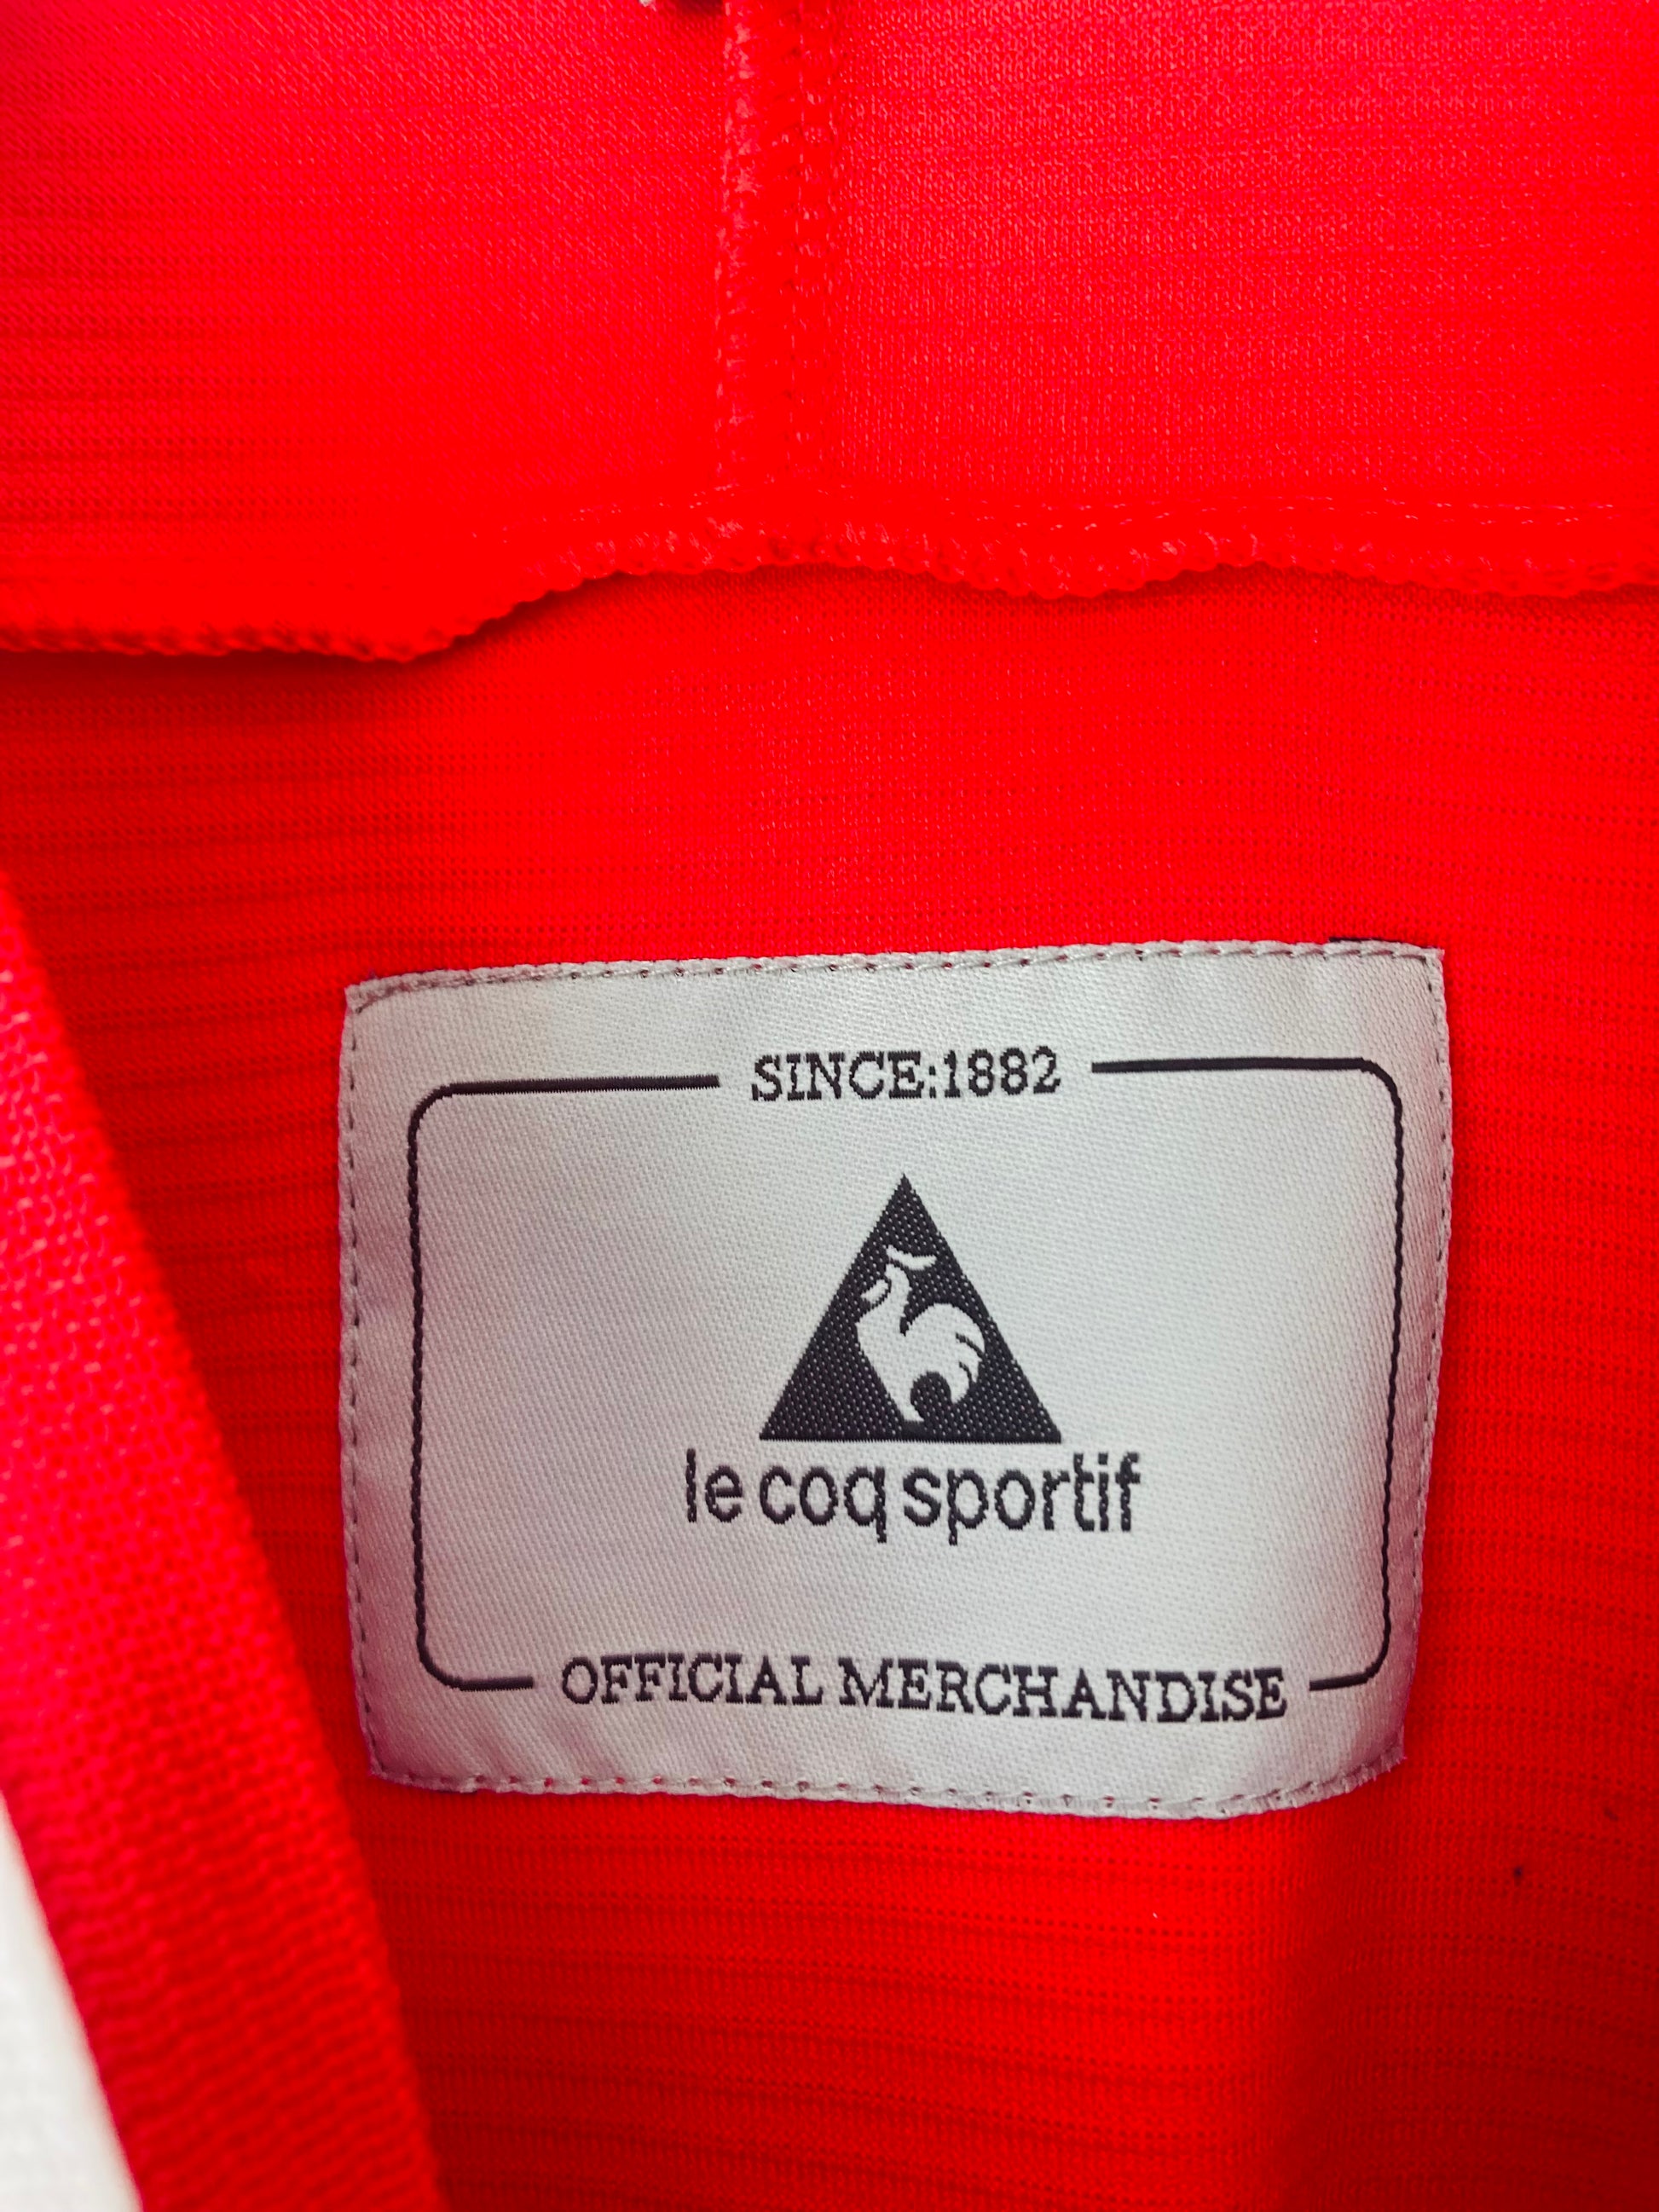 SINCE:1882
le coq sportif
OFFICIAL MERCHANDISE